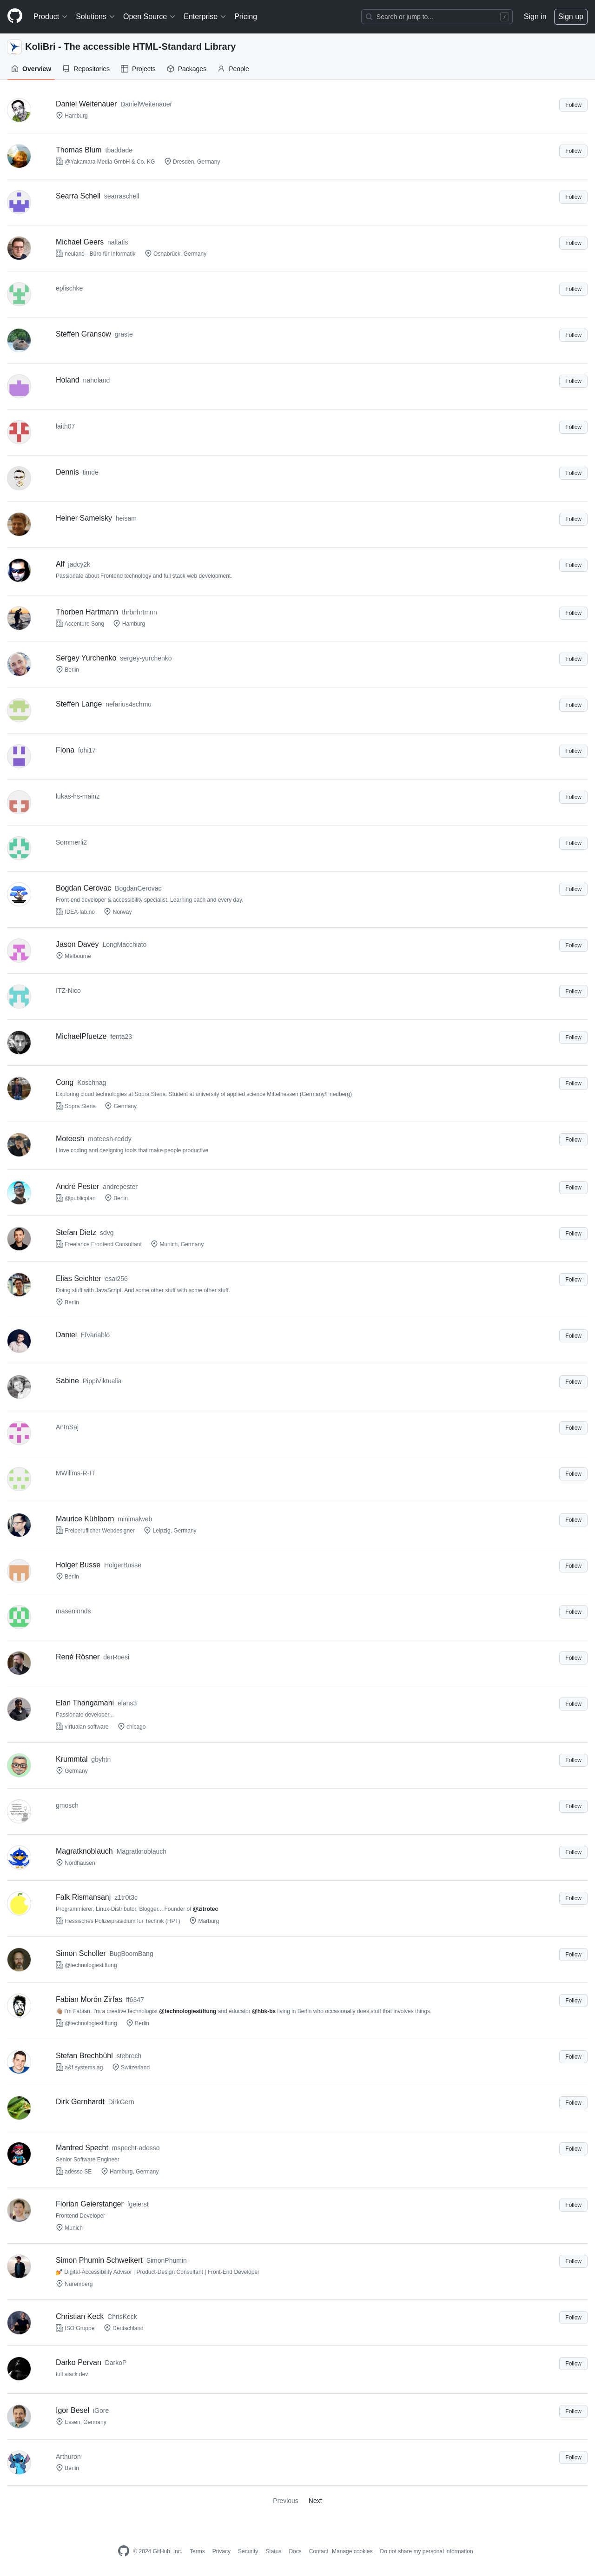 Product
Solutions
Open Source
Enterprise
Pricing
Search or jump to...
/
Sign in
Sign up
KoliBri - The accessible HTML-Standard Library
Overview
Repositories
Projects
Packages
People
Daniel Weitenauer DanielWeitenauer
Follow
Hamburg
Thomas Blum tbaddade
Follow
@Yakamara Media GmbH & Co. KG Dresden, Germany
Searra Schell searraschell
Follow
Michael Geers naltatis
Follow
neuland - Büro für Informatik Osnabrück, Germany
eplischke
Follow
Steffen Gransow graste
Follow
Holand naholand
Follow
laith07
Follow
Dennis timde
Follow
Heiner Sameisky heisam
Follow
Alf jadcy2k
Follow
Passionate about Frontend technology and full stack web development.
Thorben Hartmann thrbnhrtmnn
Follow
Accenture Song Hamburg
Sergey Yurchenko sergey-yurchenko
Follow
Berlin
Steffen Lange nefarius4schmu
Follow
Fiona fohi17
Follow
lukas-hs-mainz
Follow
Sommerli2
Follow
Bogdan Cerovac BogdanCerovac
Follow
Front-end developer & accessibility specialist. Learning each and every day.
IDEA-lab.no Norway
Jason Davey LongMacchiato
Follow
Melbourne
ITZ-Nico
Follow
MichaelPfuetze fenta23
Follow
Cong Koschnag
Follow
Exploring cloud technologies at Sopra Steria. Student at university of applied science Mittelhessen (Germany/Friedberg)
Sopra Steria Germany
Moteesh moteesh-reddy
Follow
I love coding and designing tools that make people productive
André Pester andrepester
Follow
@publicplan Berlin
Stefan Dietz sdvg
Follow
Freelance Frontend Consultant Munich, Germany
Elias Seichter esai256
Follow
Doing stuff with JavaScript. And some other stuff with some other stuff.
Berlin
Daniel ElVariablo
Follow
Sabine PippiViktualia
Follow
AntnSaj
Follow
MWillms-R-IT
Follow
Maurice Kühlborn minimalweb
Follow
Freiberuflicher Webdesigner Leipzig, Germany
Holger Busse HolgerBusse
Follow
Berlin
maseninnds
Follow
René Rösner derRoesi
Follow
Elan Thangamani elans3
Follow
Passionate developer...
virtualan software chicago
Krummtal gbyhtn
Follow
Germany
gmosch
Follow
Magratknoblauch Magratknoblauch
Follow
Nordhausen
Falk Rismansanj z1tr0t3c
Follow
Programmierer, Linux-Distributor, Blogger... Founder of @zitrotec
Hessisches Polizeipräsidium für Technik (HPT) Marburg
Simon Scholler BugBoomBang
Follow
@technologiestiftung
Fabian Morón Zirfas ff6347
Follow
👋🏽 I'm Fabian. I'm a creative technologist @technologiestiftung and educator @hbk-bs living in Berlin who occasionally does stuff that involves things.
@technologiestiftung Berlin
Stefan Brechbühl stebrech
Follow
a&f systems ag Switzerland
Dirk Gernhardt DirkGern
Follow
Manfred Specht mspecht-adesso
Follow
Senior Software Engineer
adesso SE Hamburg, Germany
Florian Geierstanger fgeierst
Follow
Frontend Developer
Munich
Simon Phumin Schweikert SimonPhumin
Follow
💅 Digital-Accessibility Advisor | Product-Design Consultant | Front-End Developer
Nuremberg
Christian Keck ChrisKeck
Follow
ISO Gruppe Deutschland
Darko Pervan DarkoP
Follow
full stack dev
Igor Besel iGore
Follow
Essen, Germany
Arthuron
Follow
Berlin
Previous Next
© 2024 GitHub, Inc. Terms Privacy Security Status Docs Contact Manage cookies Do not share my personal information